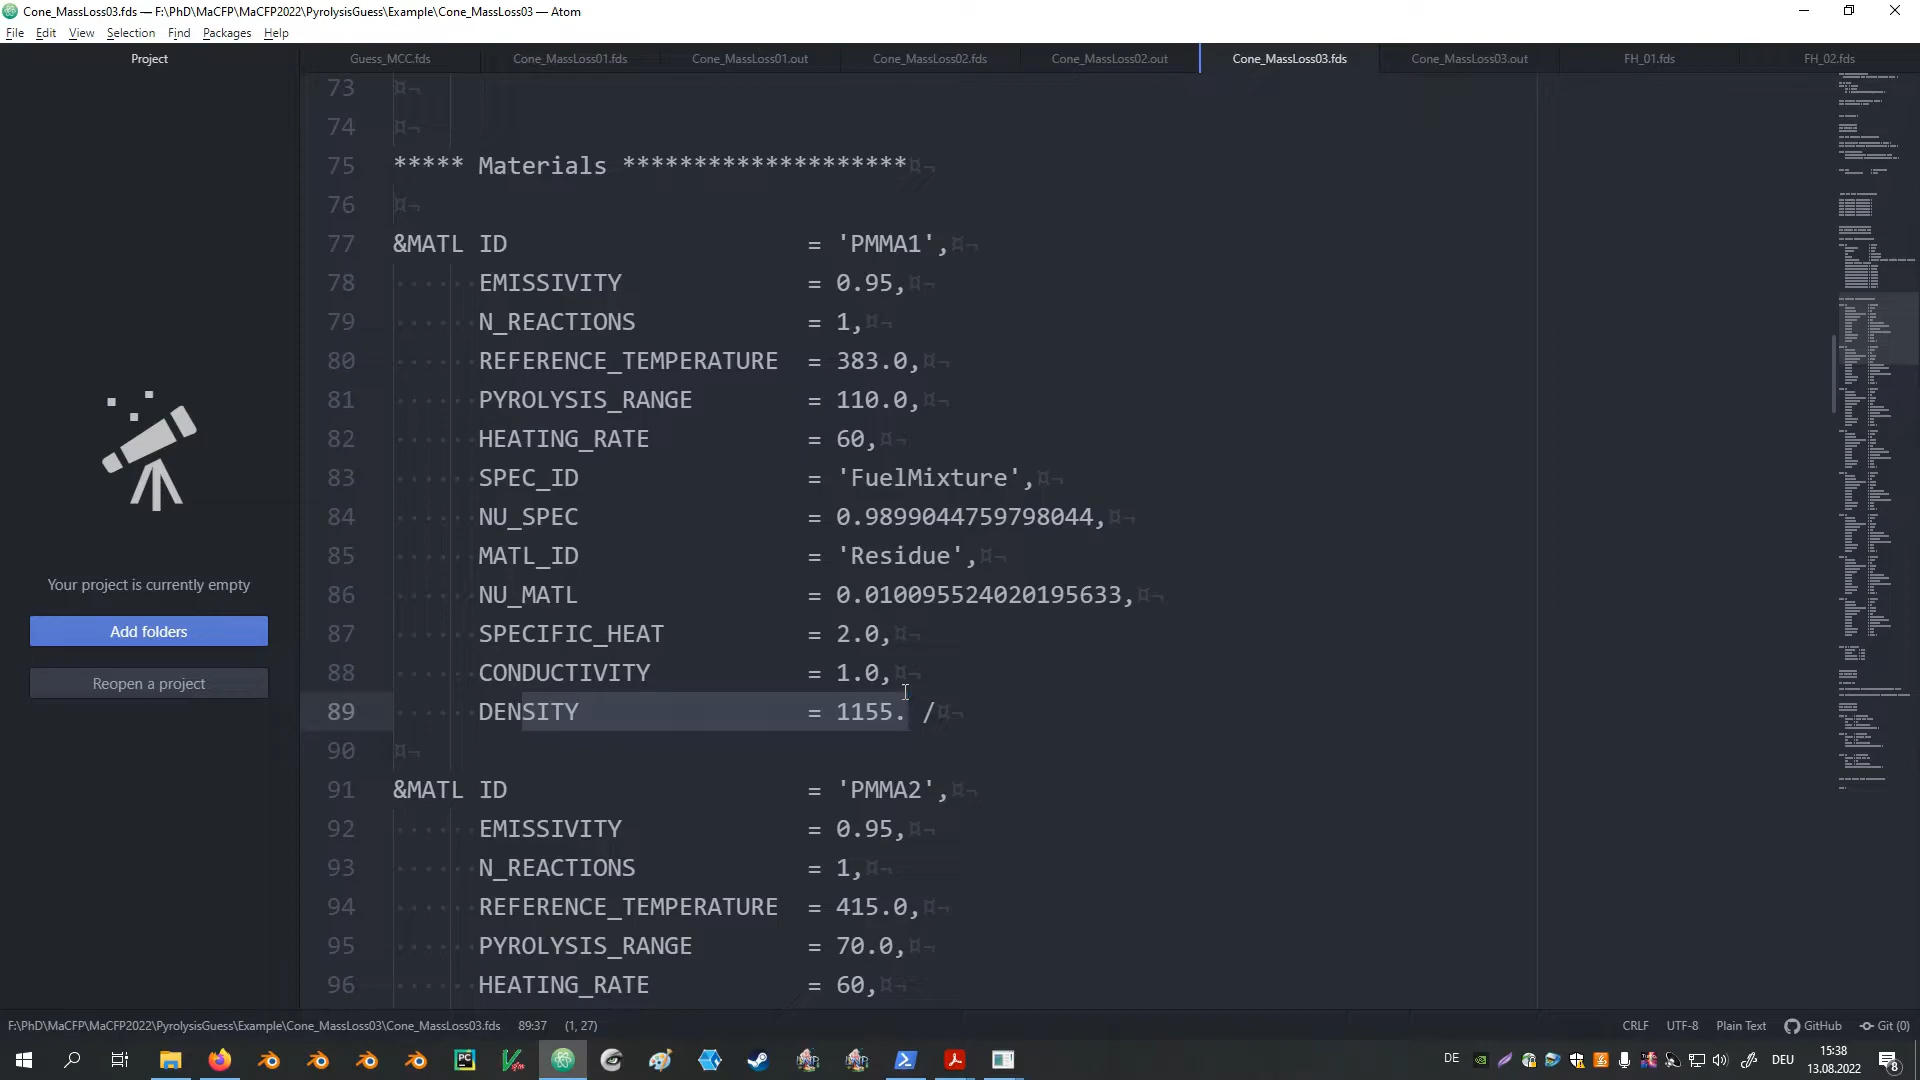 Cone_MassLoss03.fds — F:\PhD\MaCFP\MaCFP2022\PyrolysisGuess\Example\Cone_MassLoss03 — Atom
File Edit View Selection Find Packages Help
Project
Guess_MCC.fds Cone_MassLoss01.fds Cone_MassLoss01.out Cone_MassLoss02.fds Cone_MassLoss02.out Cone_MassLoss03.fds Cone_MassLoss03.out FH_01.fds FH_02.fds
73
74
75 ***** Materials ********************
76
77 &MATL ID = 'PMMA1',
78 EMISSIVITY = 0.95,
79 N_REACTIONS = 1,
80 REFERENCE_TEMPERATURE = 383.0,
81 PYROLYSIS_RANGE = 110.0,
82 HEATING_RATE = 60,
83 SPEC_ID = 'FuelMixture',
84 NU_SPEC = 0.9899044759798044,
85 MATL_ID = 'Residue',
86 NU_MATL = 0.010095524020195633,
87 SPECIFIC_HEAT = 2.0,
88 CONDUCTIVITY = 1.0,
89 DENSITY = 1155. /
90
91 &MATL ID = 'PMMA2',
92 EMISSIVITY = 0.95,
93 N_REACTIONS = 1,
94 REFERENCE_TEMPERATURE = 415.0,
95 PYROLYSIS_RANGE = 70.0,
96 HEATING_RATE = 60,
Your project is currently empty
Add folders
Reopen a project
F:\PhD\MaCFP\MaCFP2022\PyrolysisGuess\Example\Cone_MassLoss03\Cone_MassLoss03.fds 89:37 (1, 27) CRLF UTF-8 Plain Text GitHub Git (0)
DE DEU 15:38
13.08.2022 8